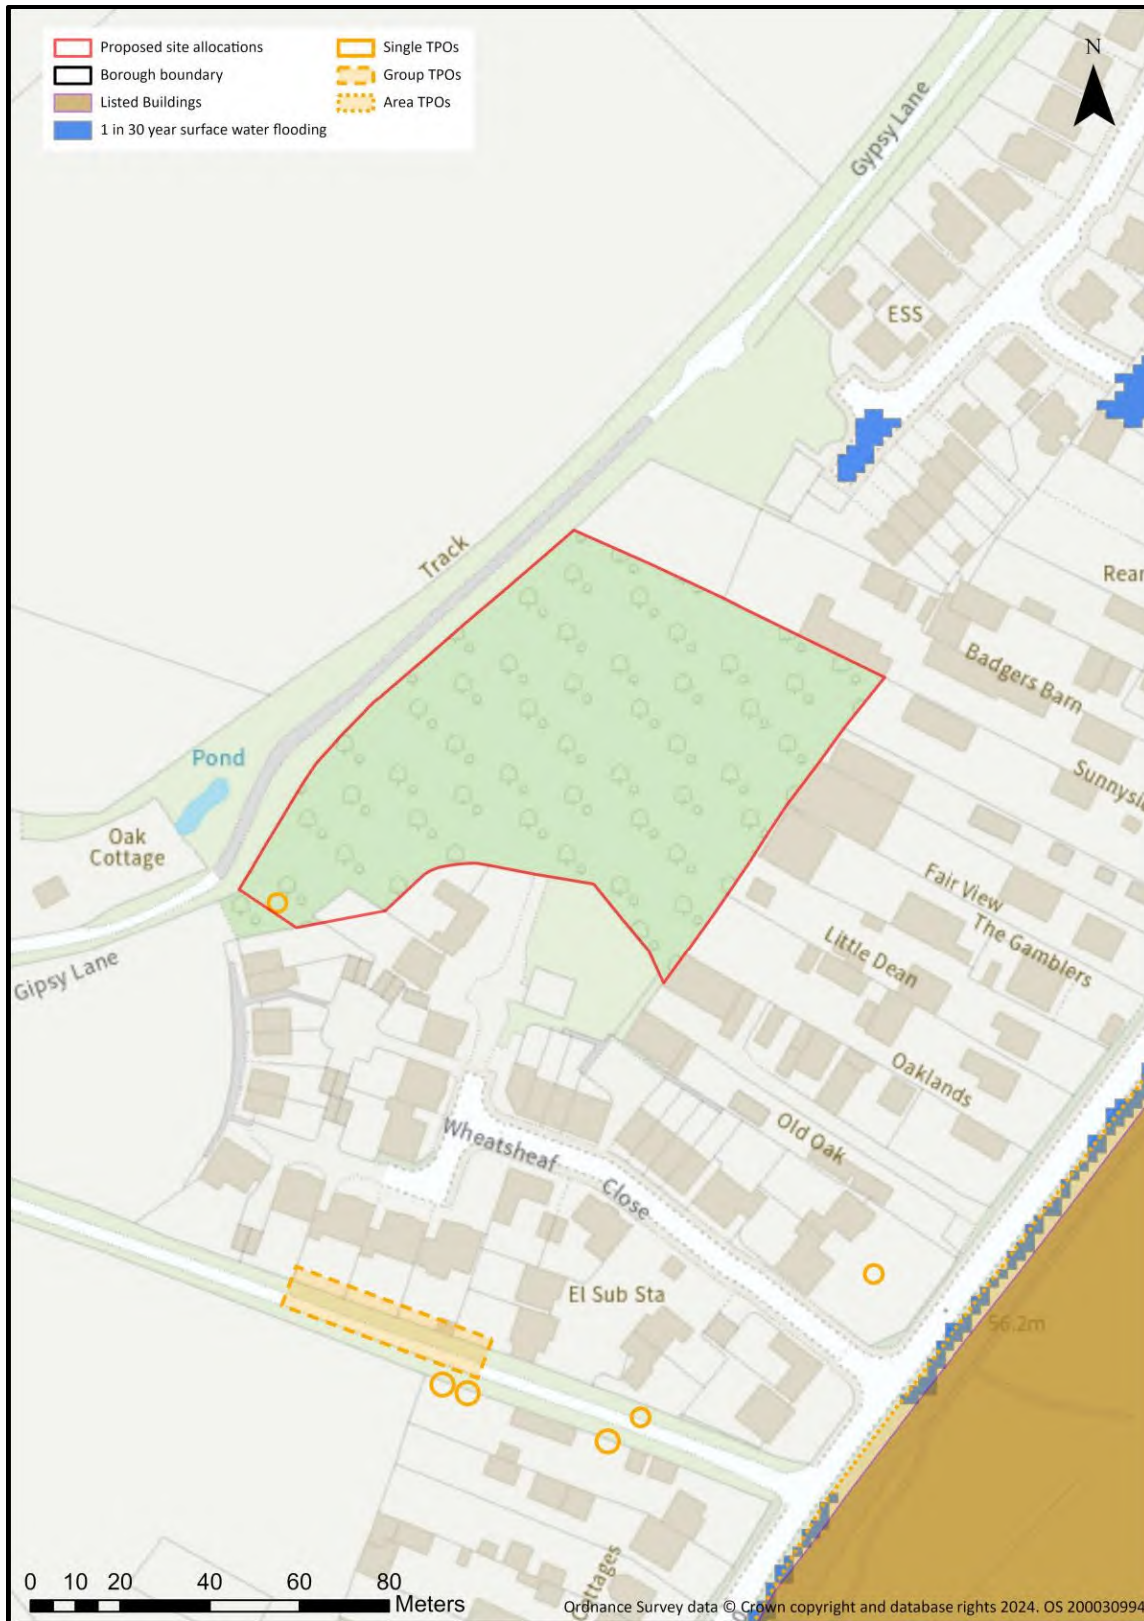 Proposed site allocations
Borough boundary
Listed Buildings
1 in 30 year surface water flooding
Single TPOs
Group TPOs
Area TPOs
N
Gypsy Lane
ESS
Track
Rear
Badgers Barn
Pond
Sunnysi
Oak
Cottage
Fair View
The Gamblers
Little Dean
Gipsy Lane
Oaklands
Old Oak
Wheatsheaf
Close
El Sub Sta
56.2m
Cottages
0 10 20 40 60 80
Meters
Ordnance Survey data © Crown copyright and database rights 2024. OS 200030994